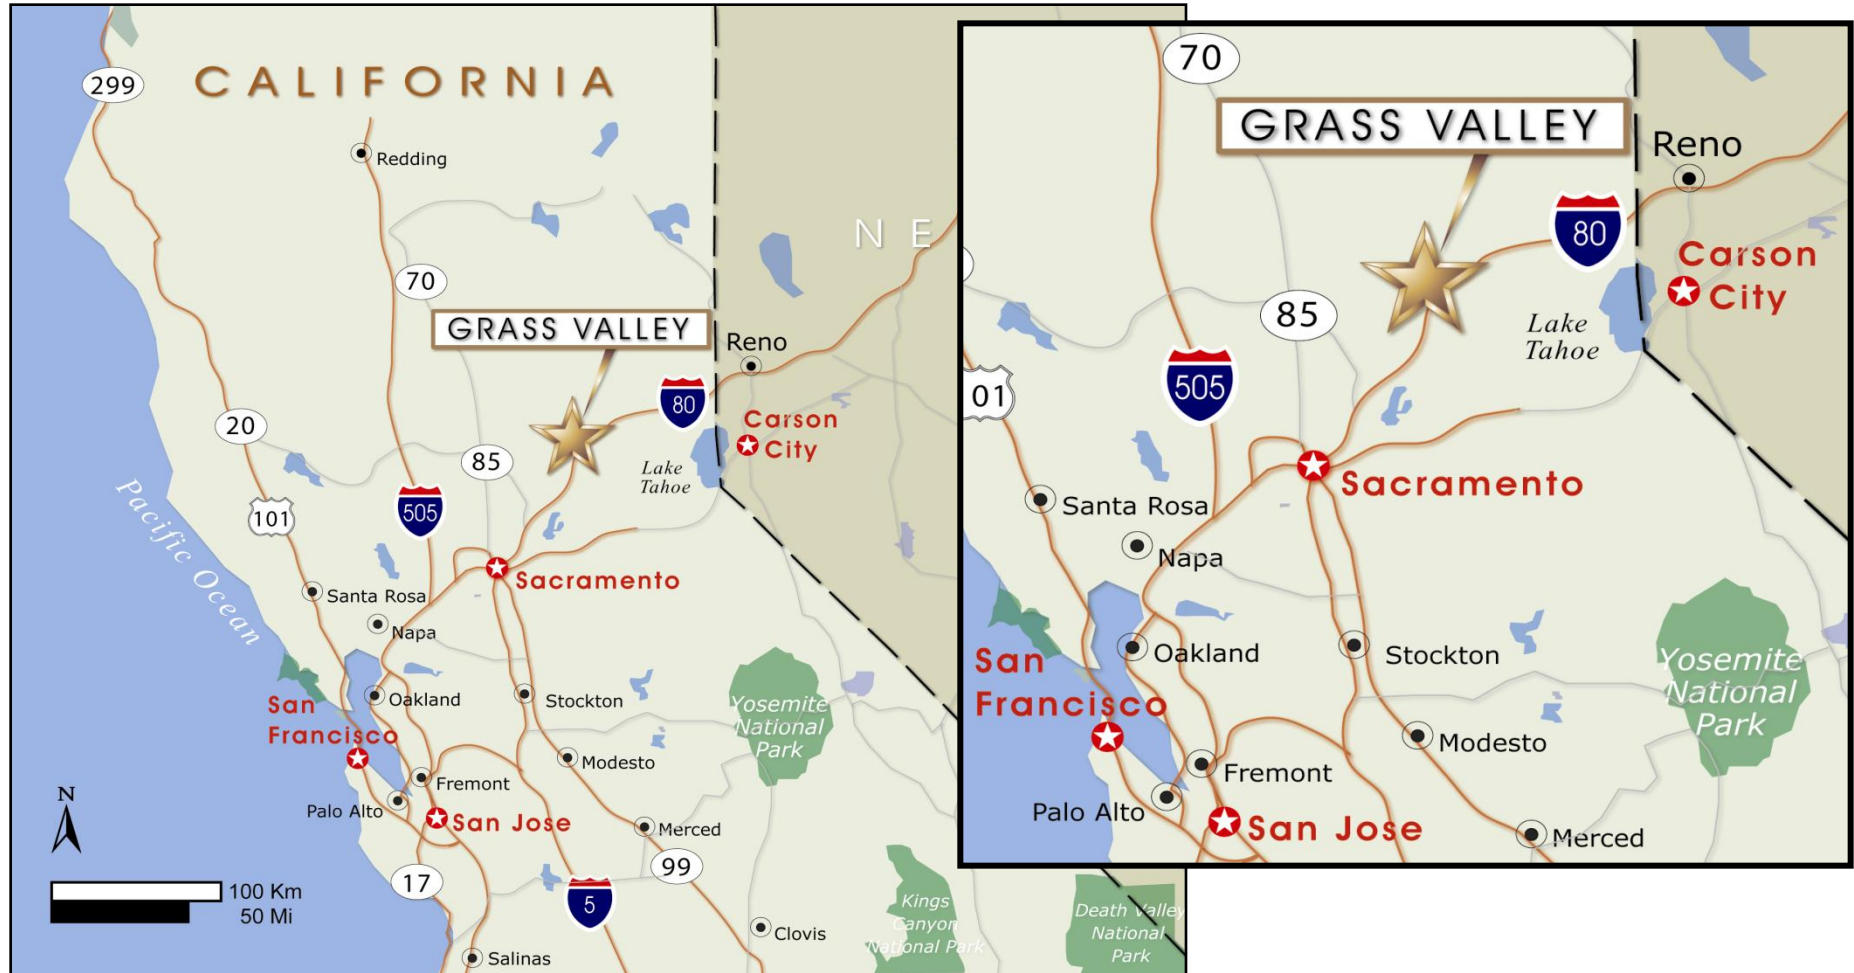 299
CALIFORNIA
Redding
N E
70
GRASS VALLEY
Reno
80
20
Carson
City
85
Lake
Tahoe
505
101
Pacific Ocean
Sacramento
Santa Rosa
Napa
Oakland
Stockton
San
Francisco
Yosemite
National
Park
Modesto
Fremont
Palo Alto
San Jose
Merced
N
99
17
5
100 Km
50 Mi
Kings
Canyon
National Park
Death Valley
National
Park
Clovis
Salinas
70
GRASS VALLEY
Reno
80
Carson
City
85
Lake
Tahoe
505
01
Sacramento
Santa Rosa
Napa
Oakland
Stockton
San
Francisco
Yosemite
National
Park
Modesto
Fremont
Palo Alto
San Jose
Merced